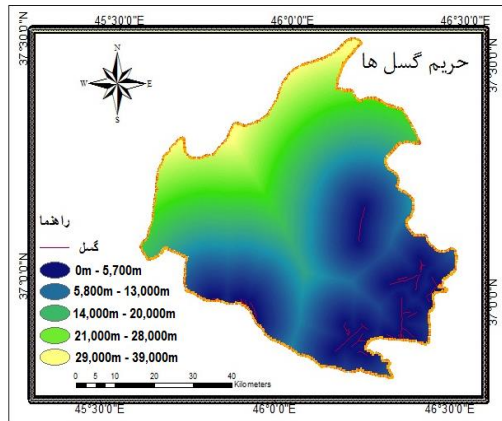 45°30'0"E 46°0'0"E 46°30'0"E
37°30'0"N
37°30'0"N
حریم گسل ها
N
W E
S
راهنما
گسل
0m - 5,700m
5,800m - 13,000m
14,000m - 20,000m
21,000m - 28,000m
29,000m - 39,000m
37°0'0"N
37°0'0"N
0 5 10 20 30 40
Kilometers
45°30'0"E 46°0'0"E 46°30'0"E